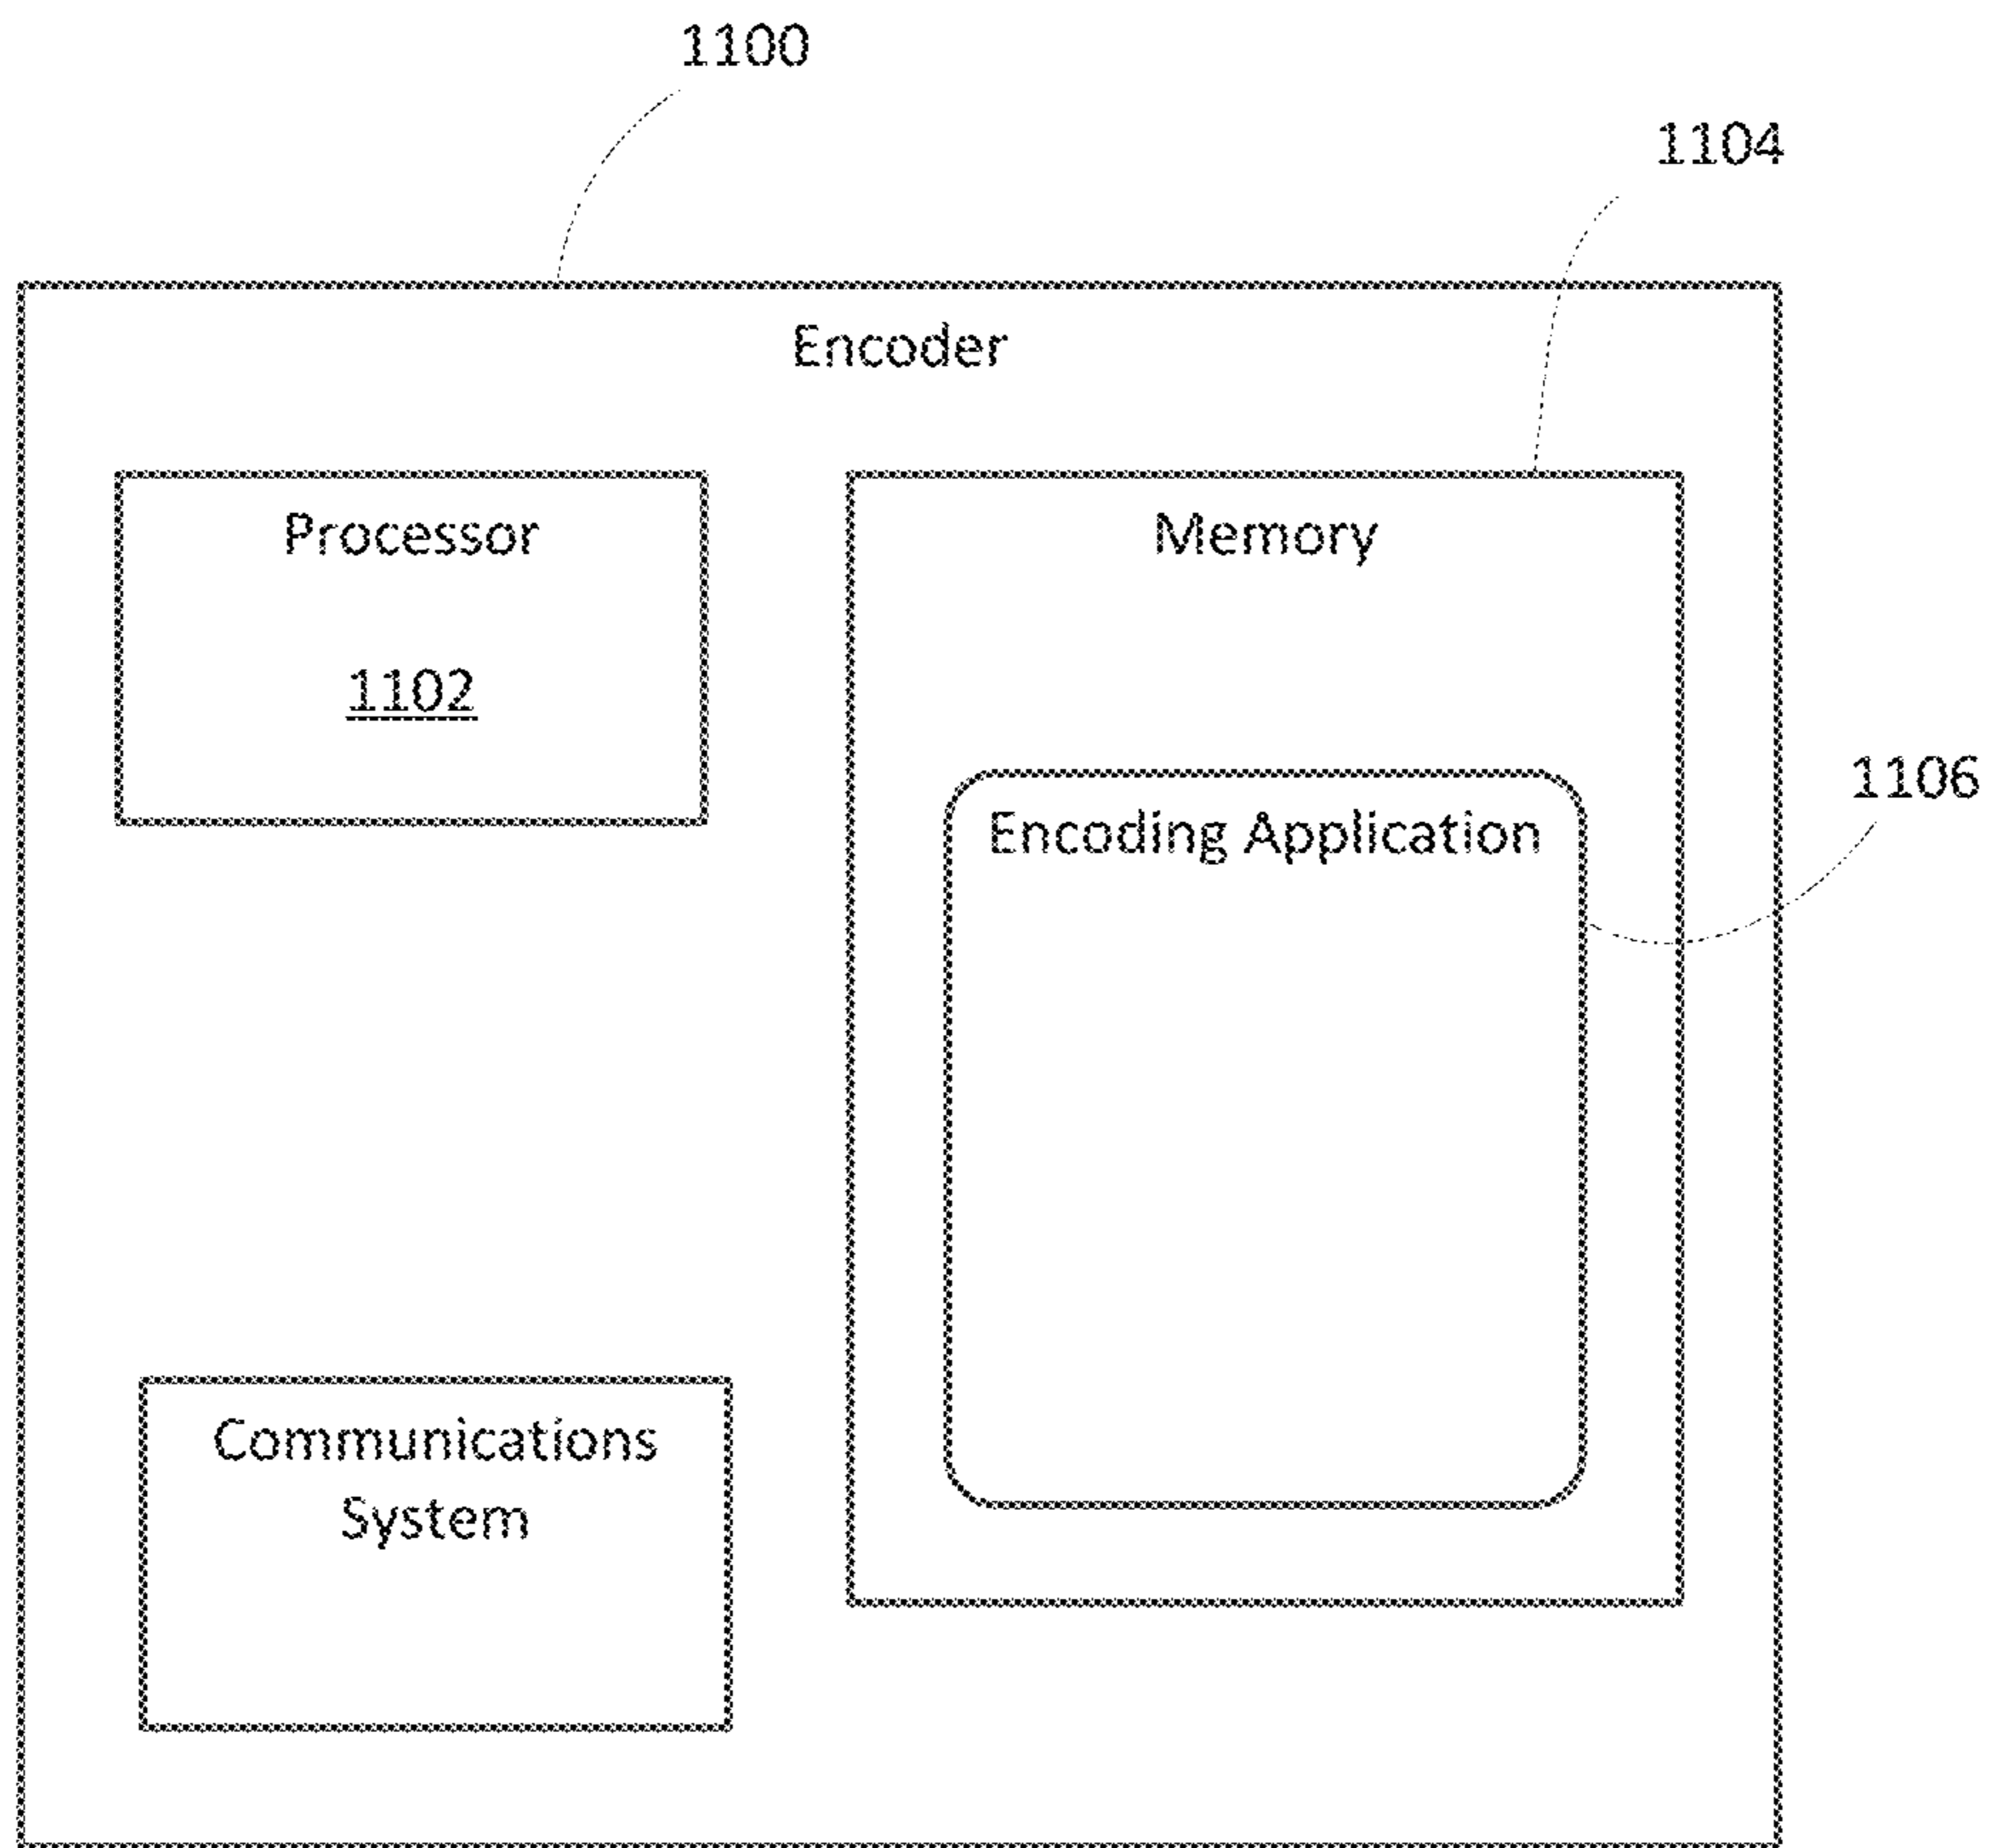 1100
1104
Encoder
Processor
Memory
1102
1106
Encoding Application
Communications
System